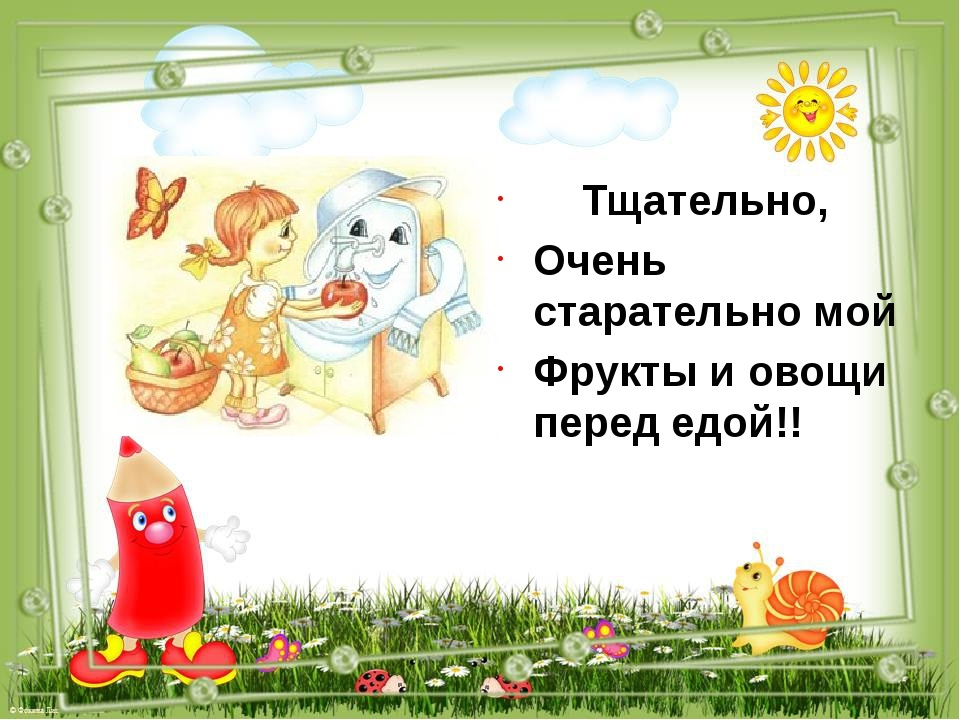 Тщательно,
Очень
старательно мой
Фрукты и овощи
перед едой!!